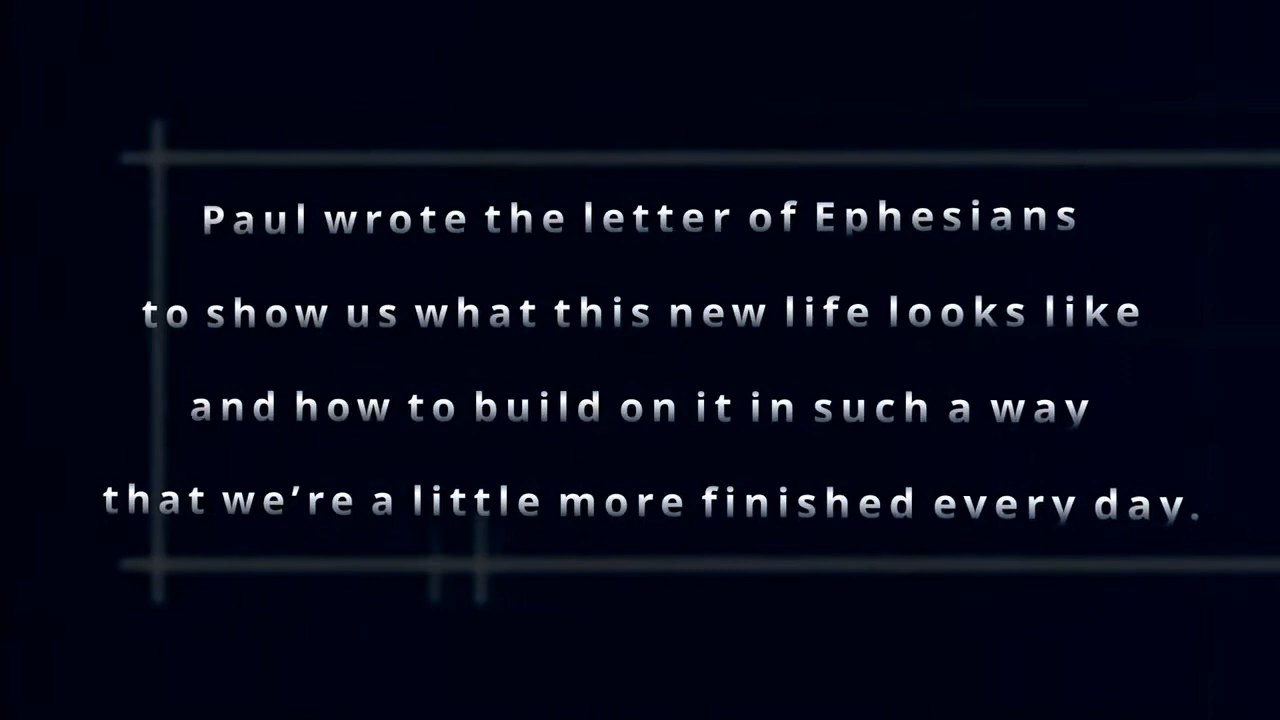 Paul wrote the letter of Ephesians
to show us what this new life looks like
and how to build on it in such a way
that we’re a little more finished every day.